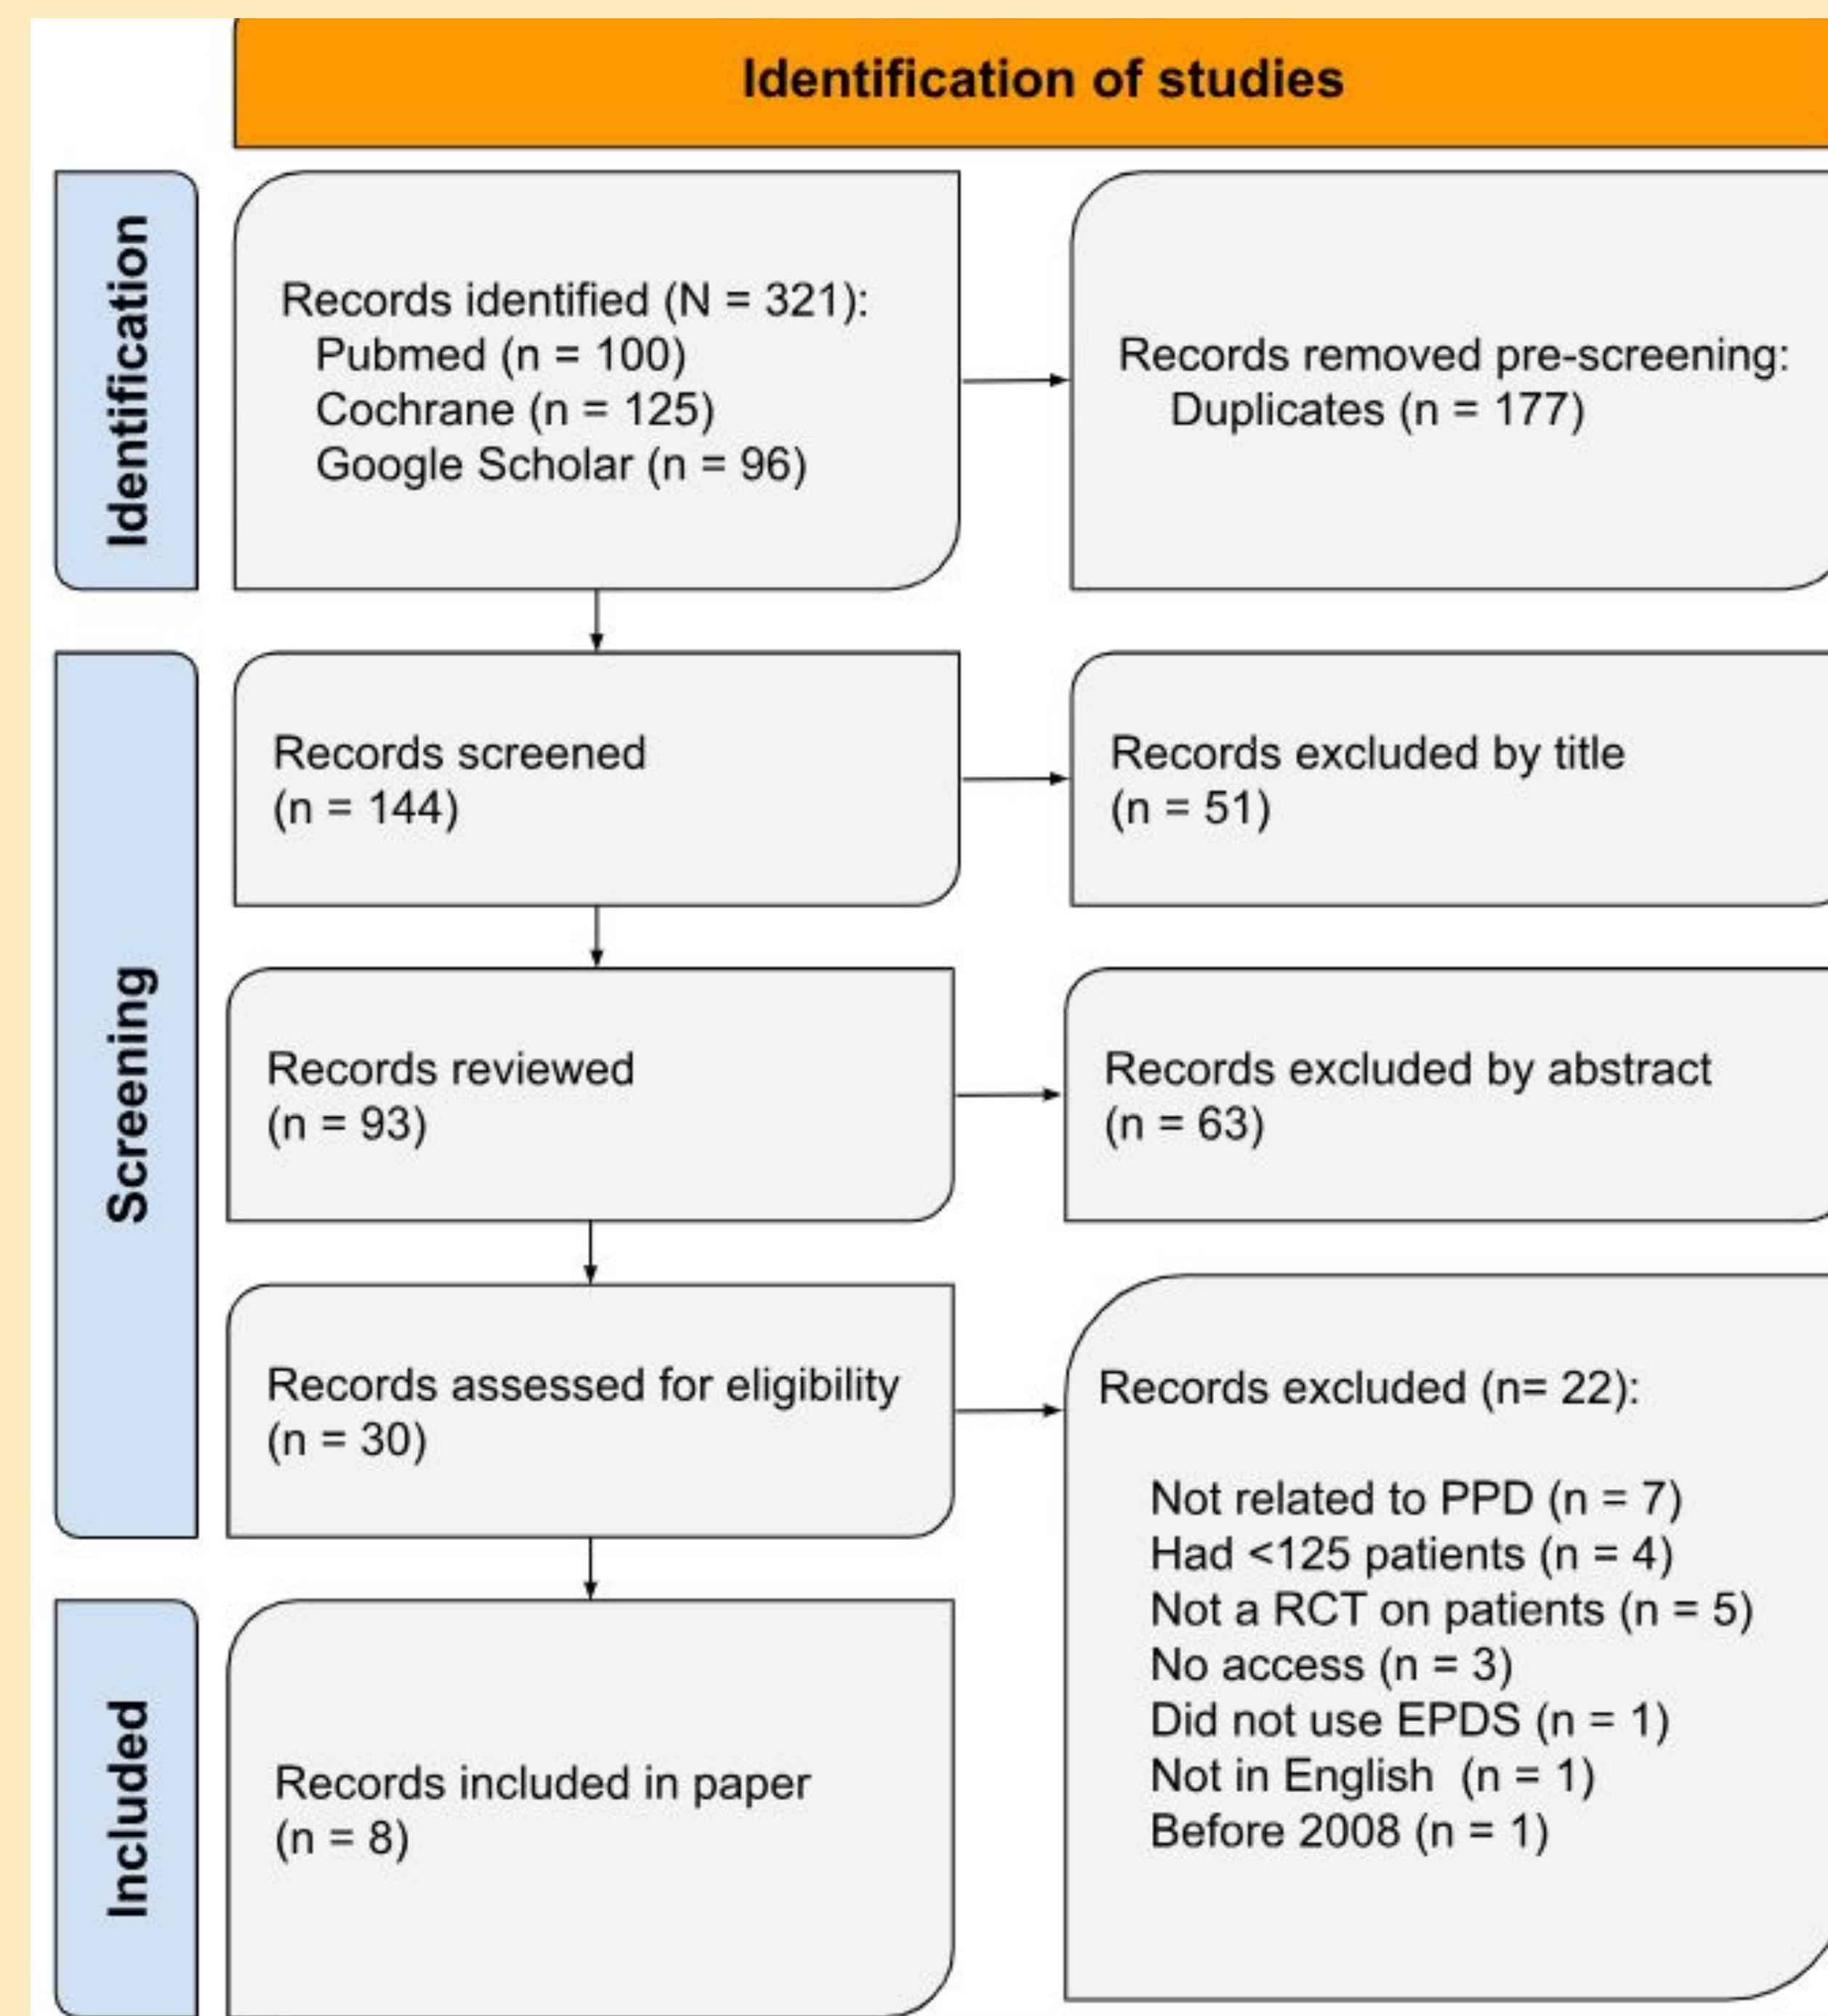 Identification of studies
Identification
Records identified (N = 321):
Pubmed (n = 100)
Cochrane (n = 125)
Google Scholar (n = 96)
Records removed pre-screening:
Duplicates (n = 177)
Screening
Records screened
(n = 144)
Records excluded by title
(n = 51)
Records reviewed
(n = 93)
Records excluded by abstract
(n = 63)
Records assessed for eligibility
(n = 30)
Records excluded (n= 22):
Not related to PPD (n = 7)
Had <125 patients (n = 4)
Not a RCT on patients (n = 5)
No access (n = 3)
Did not use EPDS (n = 1)
Not in English  (n = 1)
Before 2008 (n = 1)
Included
Records included in paper
(n = 8)